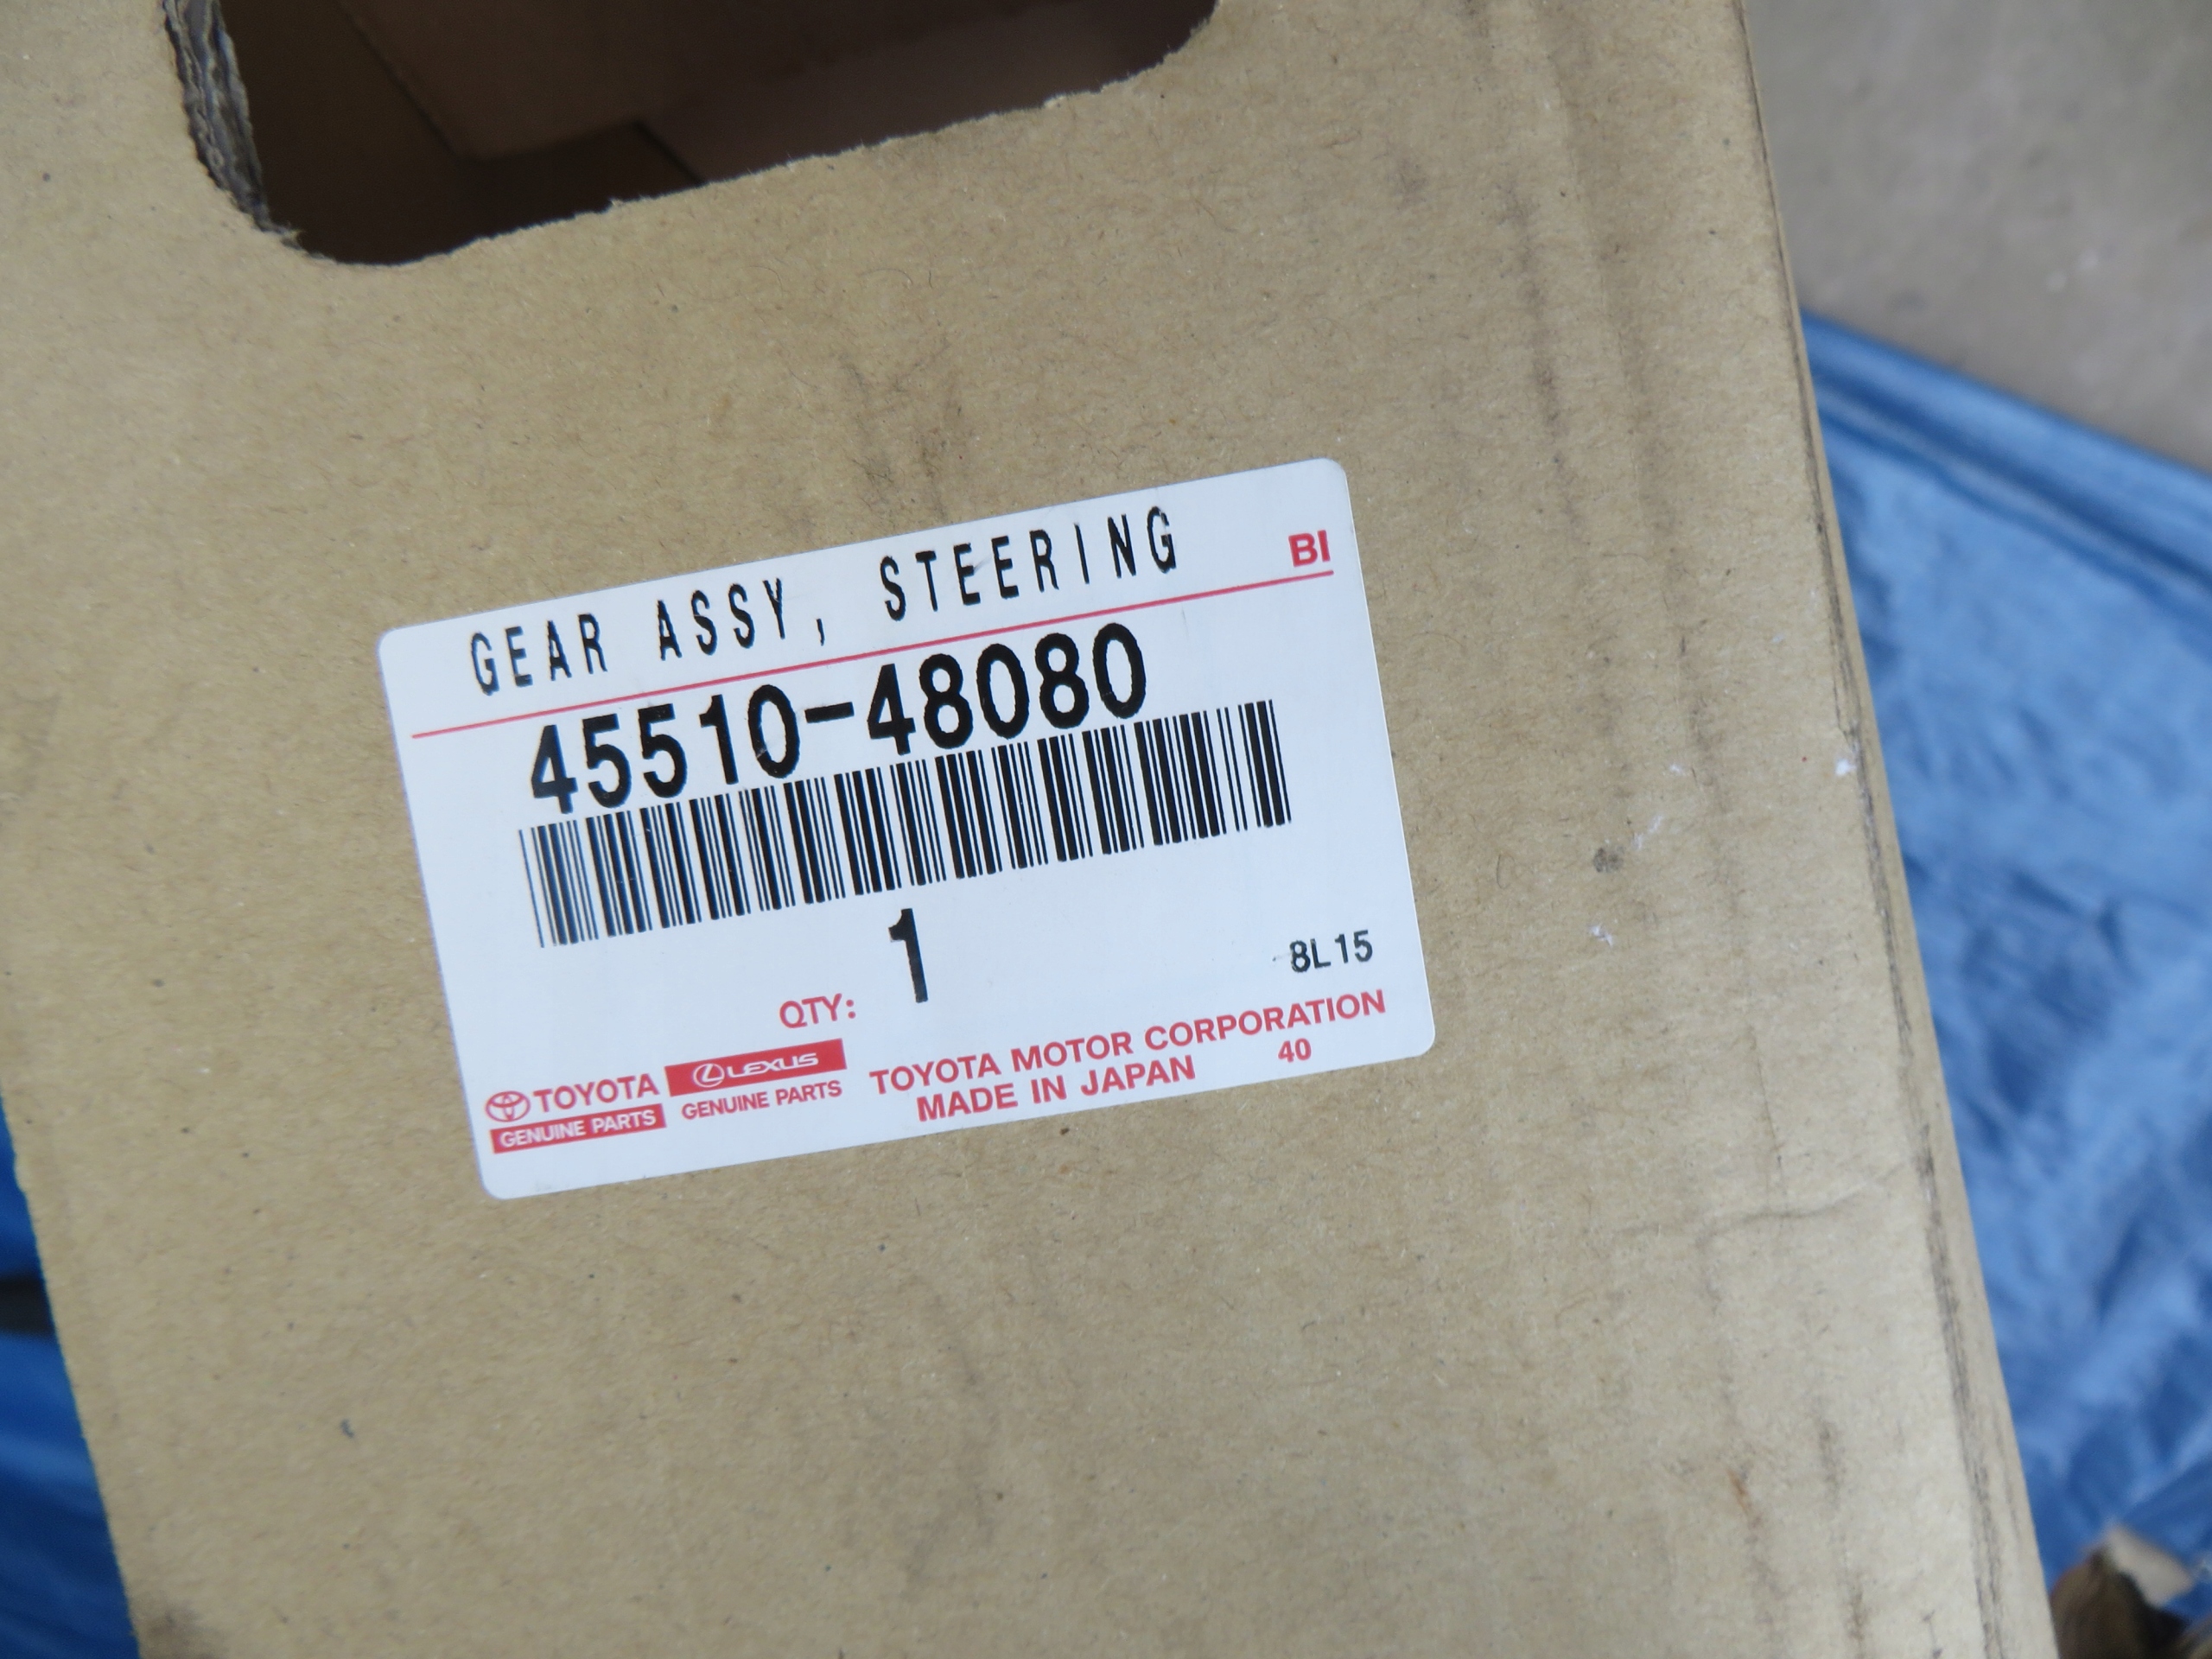 GEAR ASSY, STEERING
BI
45510-48080
1
8L15
QTY:
TOYOTA
GENUINE PARTS
LEXUS
GENUINE PARTS
TOYOTA MOTOR CORPORATION
MADE IN JAPAN
40